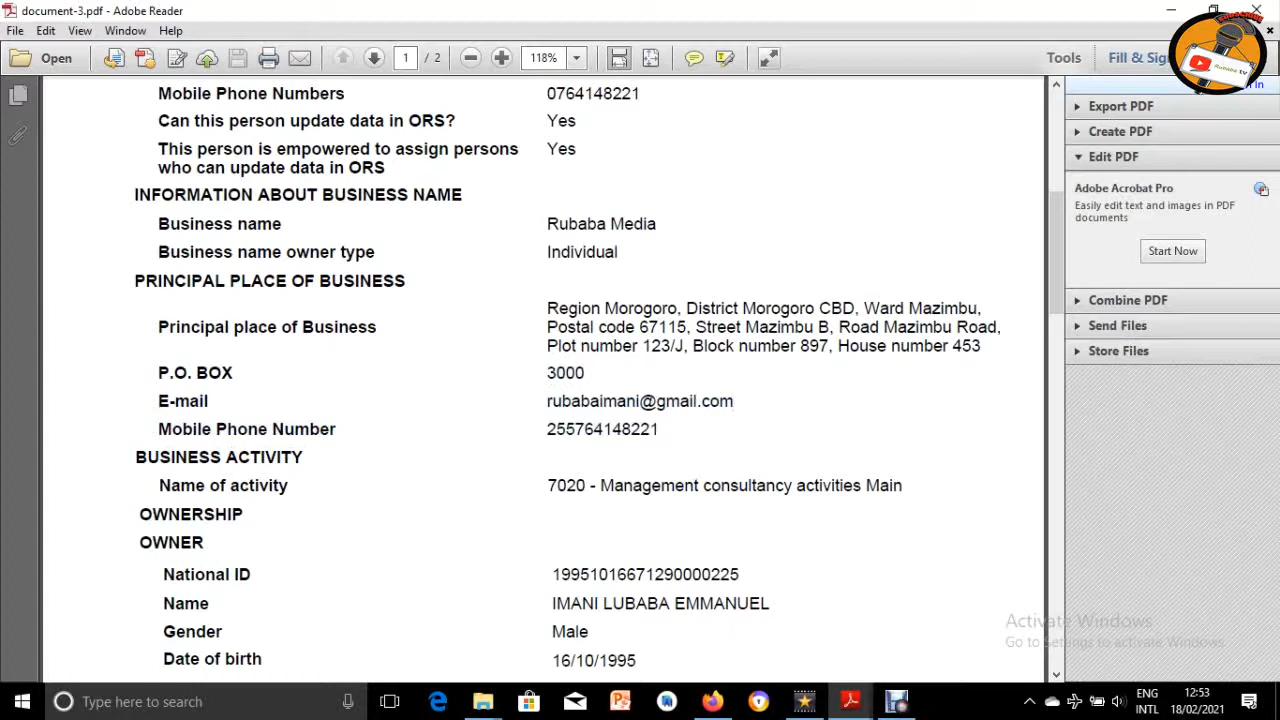 document-3.pdf - Adobe Reader
File Edit View Window Help
Open 1 / 2 118% Tools Fill & Sig
SUBSCRIBE
Rubaba TV
Mobile Phone Numbers 0764148221
Can this person update data in ORS? Yes
This person is empowered to assign persons Yes
who can update data in ORS
INFORMATION ABOUT BUSINESS NAME
Business name Rubaba Media
Business name owner type Individual
PRINCIPAL PLACE OF BUSINESS
Principal place of Business
Region Morogoro, District Morogoro CBD, Ward Mazimbu,
Postal code 67115, Street Mazimbu B, Road Mazimbu Road,
Plot number 123/J, Block number 897, House number 453
P.O. BOX 3000
E-mail rubabaimani@gmail.com
Mobile Phone Number 255764148221
BUSINESS ACTIVITY
Name of activity 7020 - Management consultancy activities Main
OWNERSHIP
OWNER
National ID 19951016671290000225
Name IMANI LUBABA EMMANUEL
Gender Male
Date of birth 16/10/1995
In
Export PDF
Create PDF
Edit PDF
Adobe Acrobat Pro
Easily edit text and images in PDF
documents
Start Now
Combine PDF
Send Files
Store Files
Activate Windows
Go to Settings to activate Windows.
Type here to search
ENG
INTL
12:53
18/02/2021